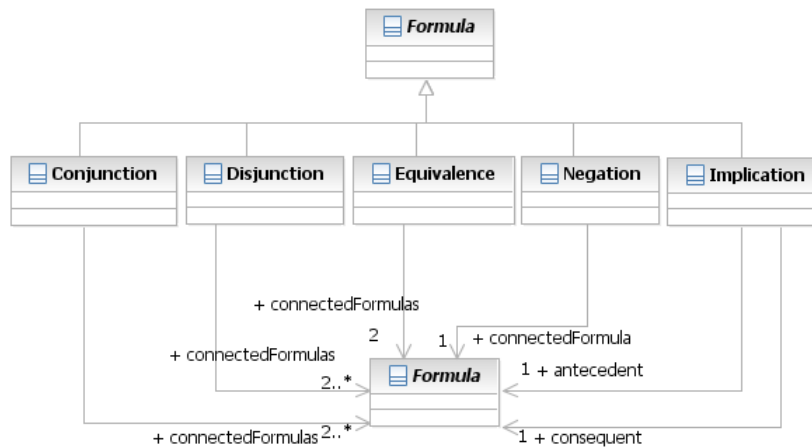 Formula
Conjunction
Disjunction
Equivalence
Negation
Implication
+ connectedFormulas
2
1
+ connectedFormula
+ connectedFormulas
2..*
Formula
1 + antecedent
2..*
+ connectedFormulas
1 + consequent